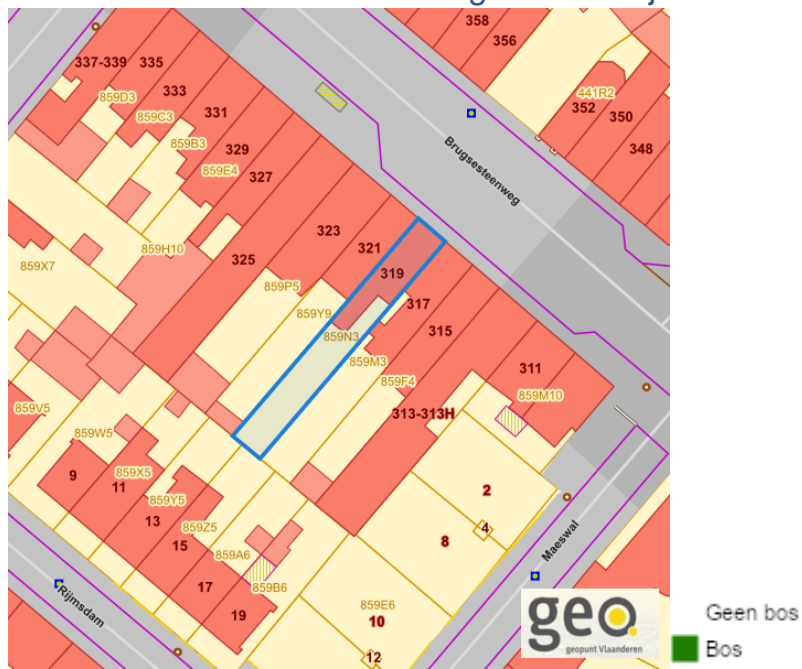 358
356
337-339
335
859D3
333
859C3
331
859B3
329
859E4
327
441R2
352
350
348
Brugsesteenweg
323
321
859H10
325
859X7
319
859P5
859Y9
317
859N3
315
859M3
311
859F4
859M10
313-313H
859V5
859W5
9
859X5
11
859Y5
13
859Z5
15
2
4
8
Maeswal
859A6
17
859B6
Rijmsdam
19
859E6
10
12
geo
geopunt Vlaanderen
Geen bos
Bos